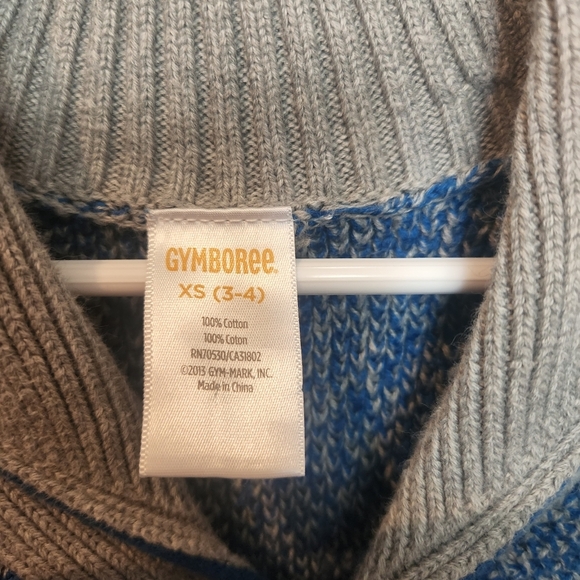 GYMBOREE
XS (3-4)
100% Cotton
100% Coton
RN70530/CA31802
©2013 GYM-MARK, INC.
Made in China